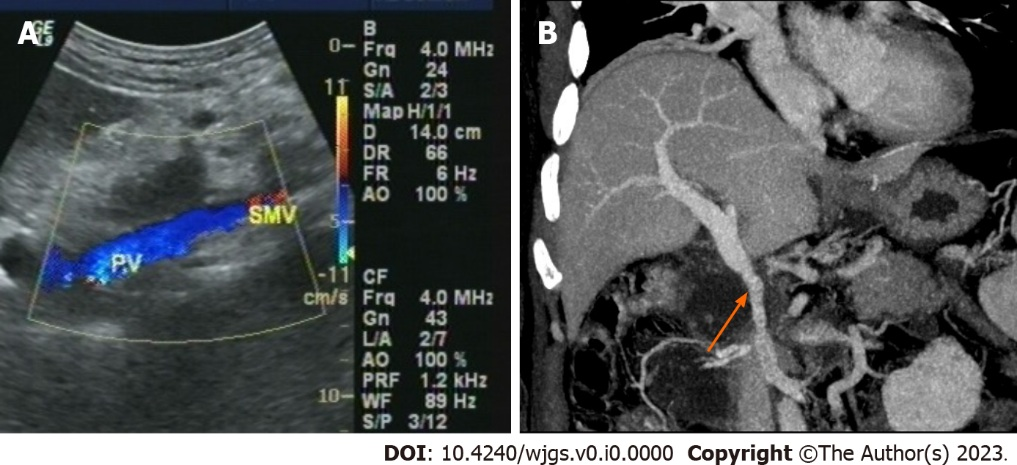 A
B
GE
L9
PV
SMV
0
11
5
-11
cm/s
10
B
Frq 4.0 MHz
Gn 24
S/A 2/3
Map H/1/1
D 14.0 cm
DR 66
FR 6 Hz
AO 100 %
CF
Frq 4.0 MHz
Gn 43
L/A 2/7
AO 100 %
PRF 1.2 kHz
WF 89 Hz
S/P 3/12
DOI: 10.4240/wjgs.v0.i0.0000 Copyright ©The Author(s) 2023.